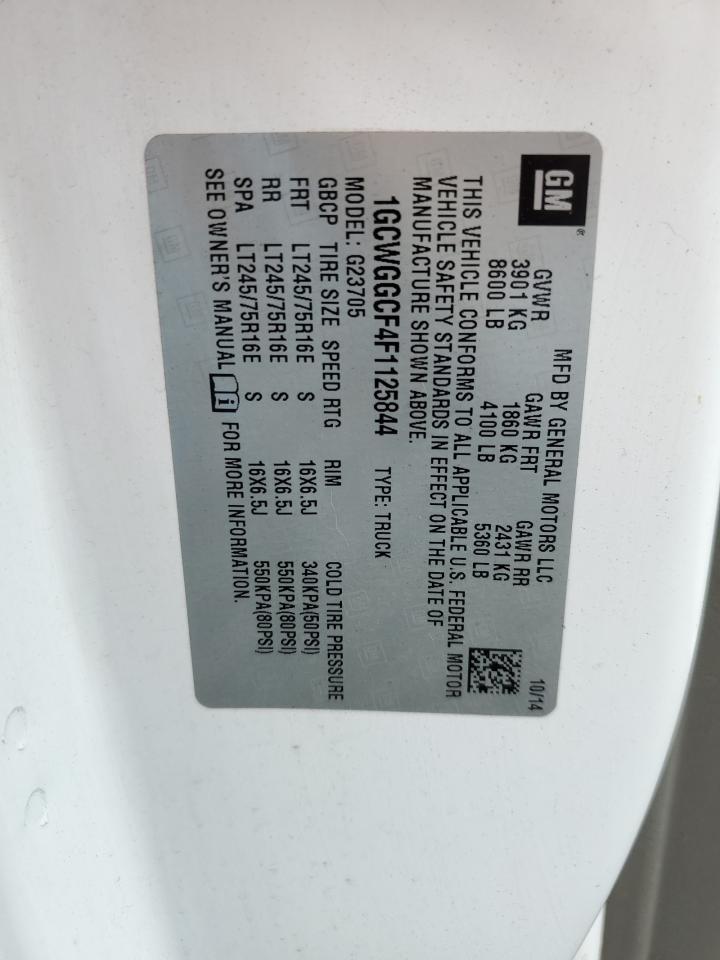 GM ®
MFD BY GENERAL MOTORS LLC 10/14
GVWR GAWR FRT GAWR RR
3901 KG 1860 KG 2431 KG
8600 LB 4100 LB 5360 LB
THIS VEHICLE CONFORMS TO ALL APPLICABLE U.S. FEDERAL MOTOR
VEHICLE SAFETY STANDARDS IN EFFECT ON THE DATE OF
MANUFACTURE SHOWN ABOVE.
1GCWGGCF4F1125844 TYPE: TRUCK
MODEL: G23705
GBCP TIRE SIZE SPEED RTG RIM COLD TIRE PRESSURE
FRT LT245/75R16E S 16X6.5J 340KPA(50PSI)
RR LT245/75R16E S 16X6.5J 550KPA(80PSI)
SPA LT245/75R16E S 16X6.5J 550KPA(80PSI)
SEE OWNER'S MANUAL i FOR MORE INFORMATION.